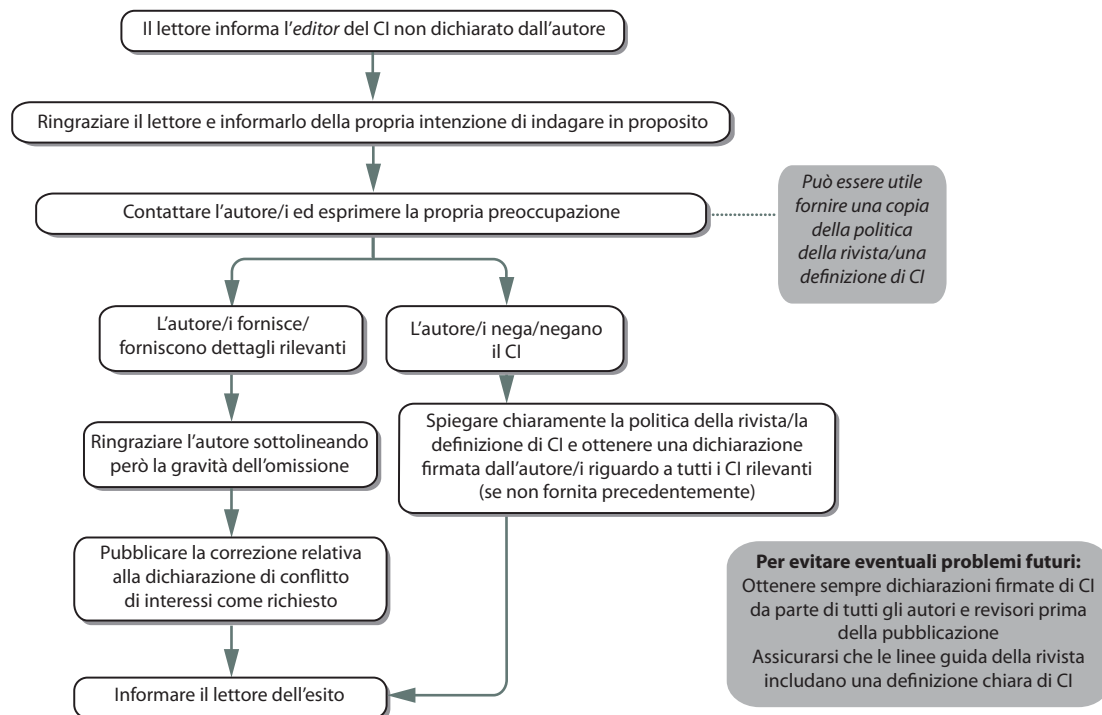 Il lettore informa l'editor del CI non dichiarato dall'autore
Ringraziare il lettore e informarlo della propria intenzione di indagare in proposito
Contattare l'autore/i ed esprimere la propria preoccupazione
Può essere utile
fornire una copia
della politica
della rivista/una
definizione di CI
L'autore/i fornisce/
forniscono dettagli rilevanti
L'autore/i nega/negano
il CI
Ringraziare l'autore sottolineando
però la gravità dell'omissione
Spiegare chiaramente la politica della rivista/la
definizione di CI e ottenere una dichiarazione
firmata dall'autore/i riguardo a tutti i CI rilevanti
(se non fornita precedentemente)
Pubblicare la correzione relativa
alla dichiarazione di conflitto
di interessi come richiesto
Informare il lettore dell'esito
Per evitare eventuali problemi futuri:
Ottenere sempre dichiarazioni firmate di CI
da parte di tutti gli autori e revisori prima
della pubblicazione
Assicurarsi che le linee guida della rivista
includano una definizione chiara di CI